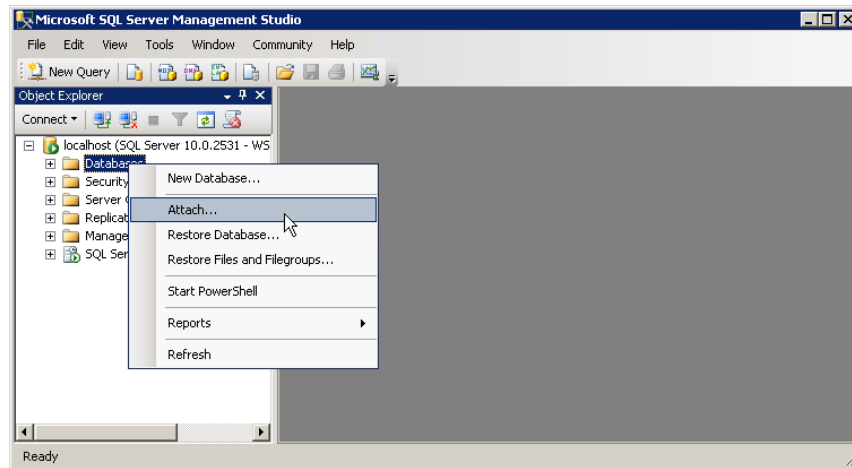 Microsoft SQL Server Management Studio
File Edit View Tools Window Community Help
New Query
Object Explorer
Connect
localhost (SQL Server 10.0.2531 - WS
Databases
Security
Server
Replicat
Manage
SQL Ser
New Database...
Attach...
Restore Database...
Restore Files and Filegroups...
Start PowerShell
Reports
Refresh
Ready